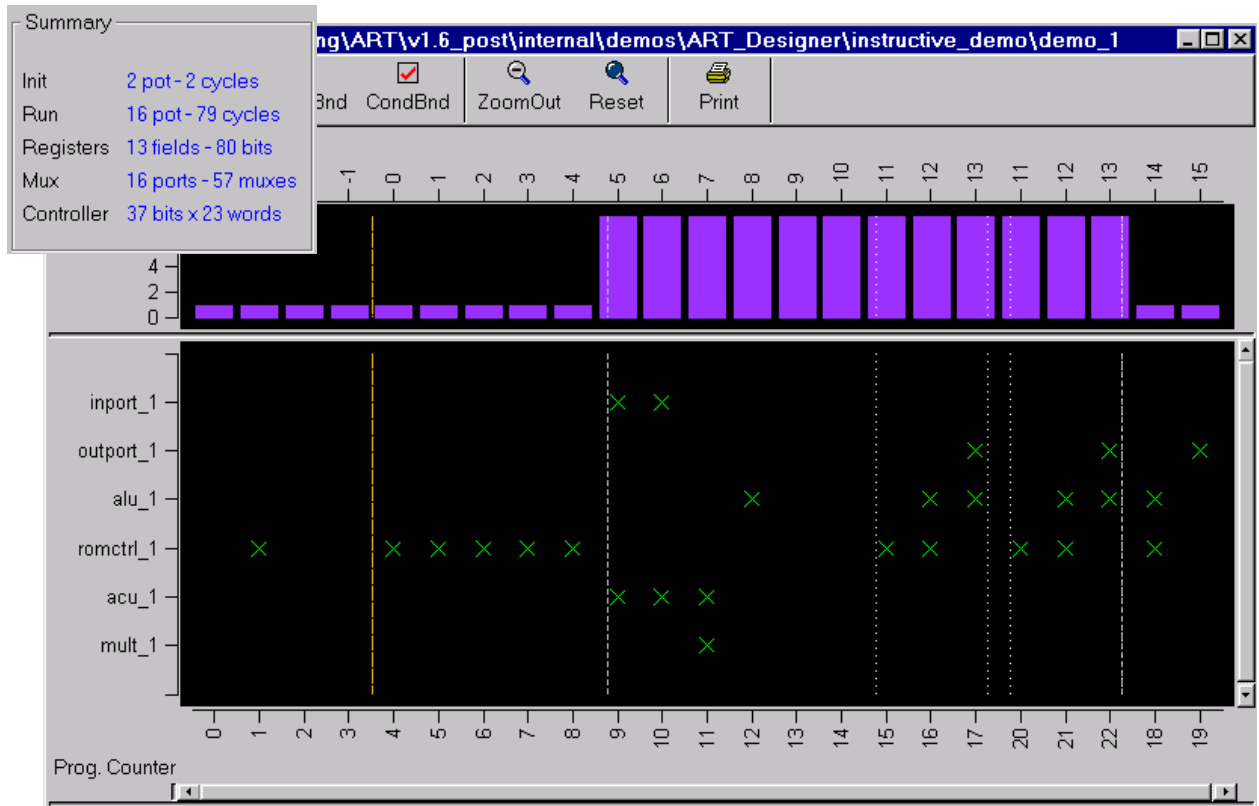 Summary
Init 2 pot - 2 cycles
Run 16 pot - 79 cycles
Registers 13 fields - 80 bits
Mux 16 ports - 57 muxes
Controller 37 bits x 23 words
ng\ART\v1.6_post\internal\demos\ART_Designer\instructive_demo\demo_1
Bnd CondBnd ZoomOut Reset Print
-1 0 1 2 3 4 5 6 7 8 9 10 11 12 13 11 12 13 14 15
4
2
0
inport_1
outport_1
alu_1
romctrl_1
acu_1
mult_1
0 1 2 3 4 5 6 7 8 9 10 11 12 13 14 15 16 17 20 21 22 18 19
Prog. Counter